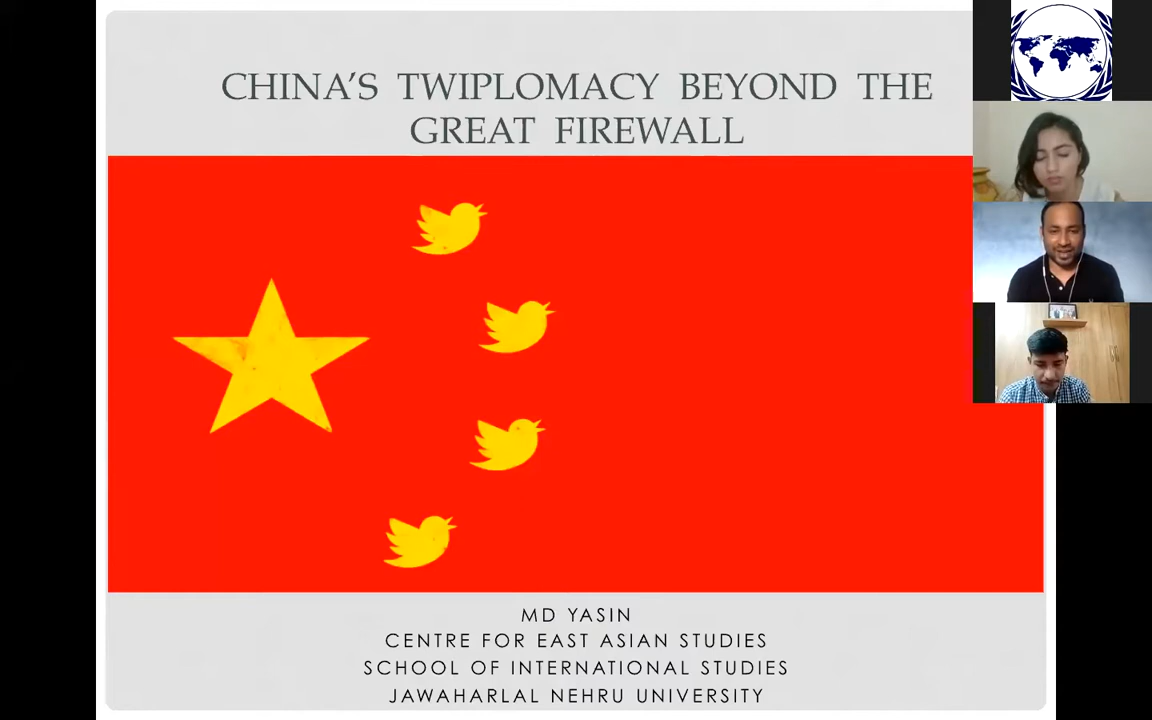 CHINA'S TWIPLOMACY BEYOND THE
GREAT FIREWALL
MD YASIN
CENTRE FOR EAST ASIAN STUDIES
SCHOOL OF INTERNATIONAL STUDIES
JAWAHARLAL NEHRU UNIVERSITY